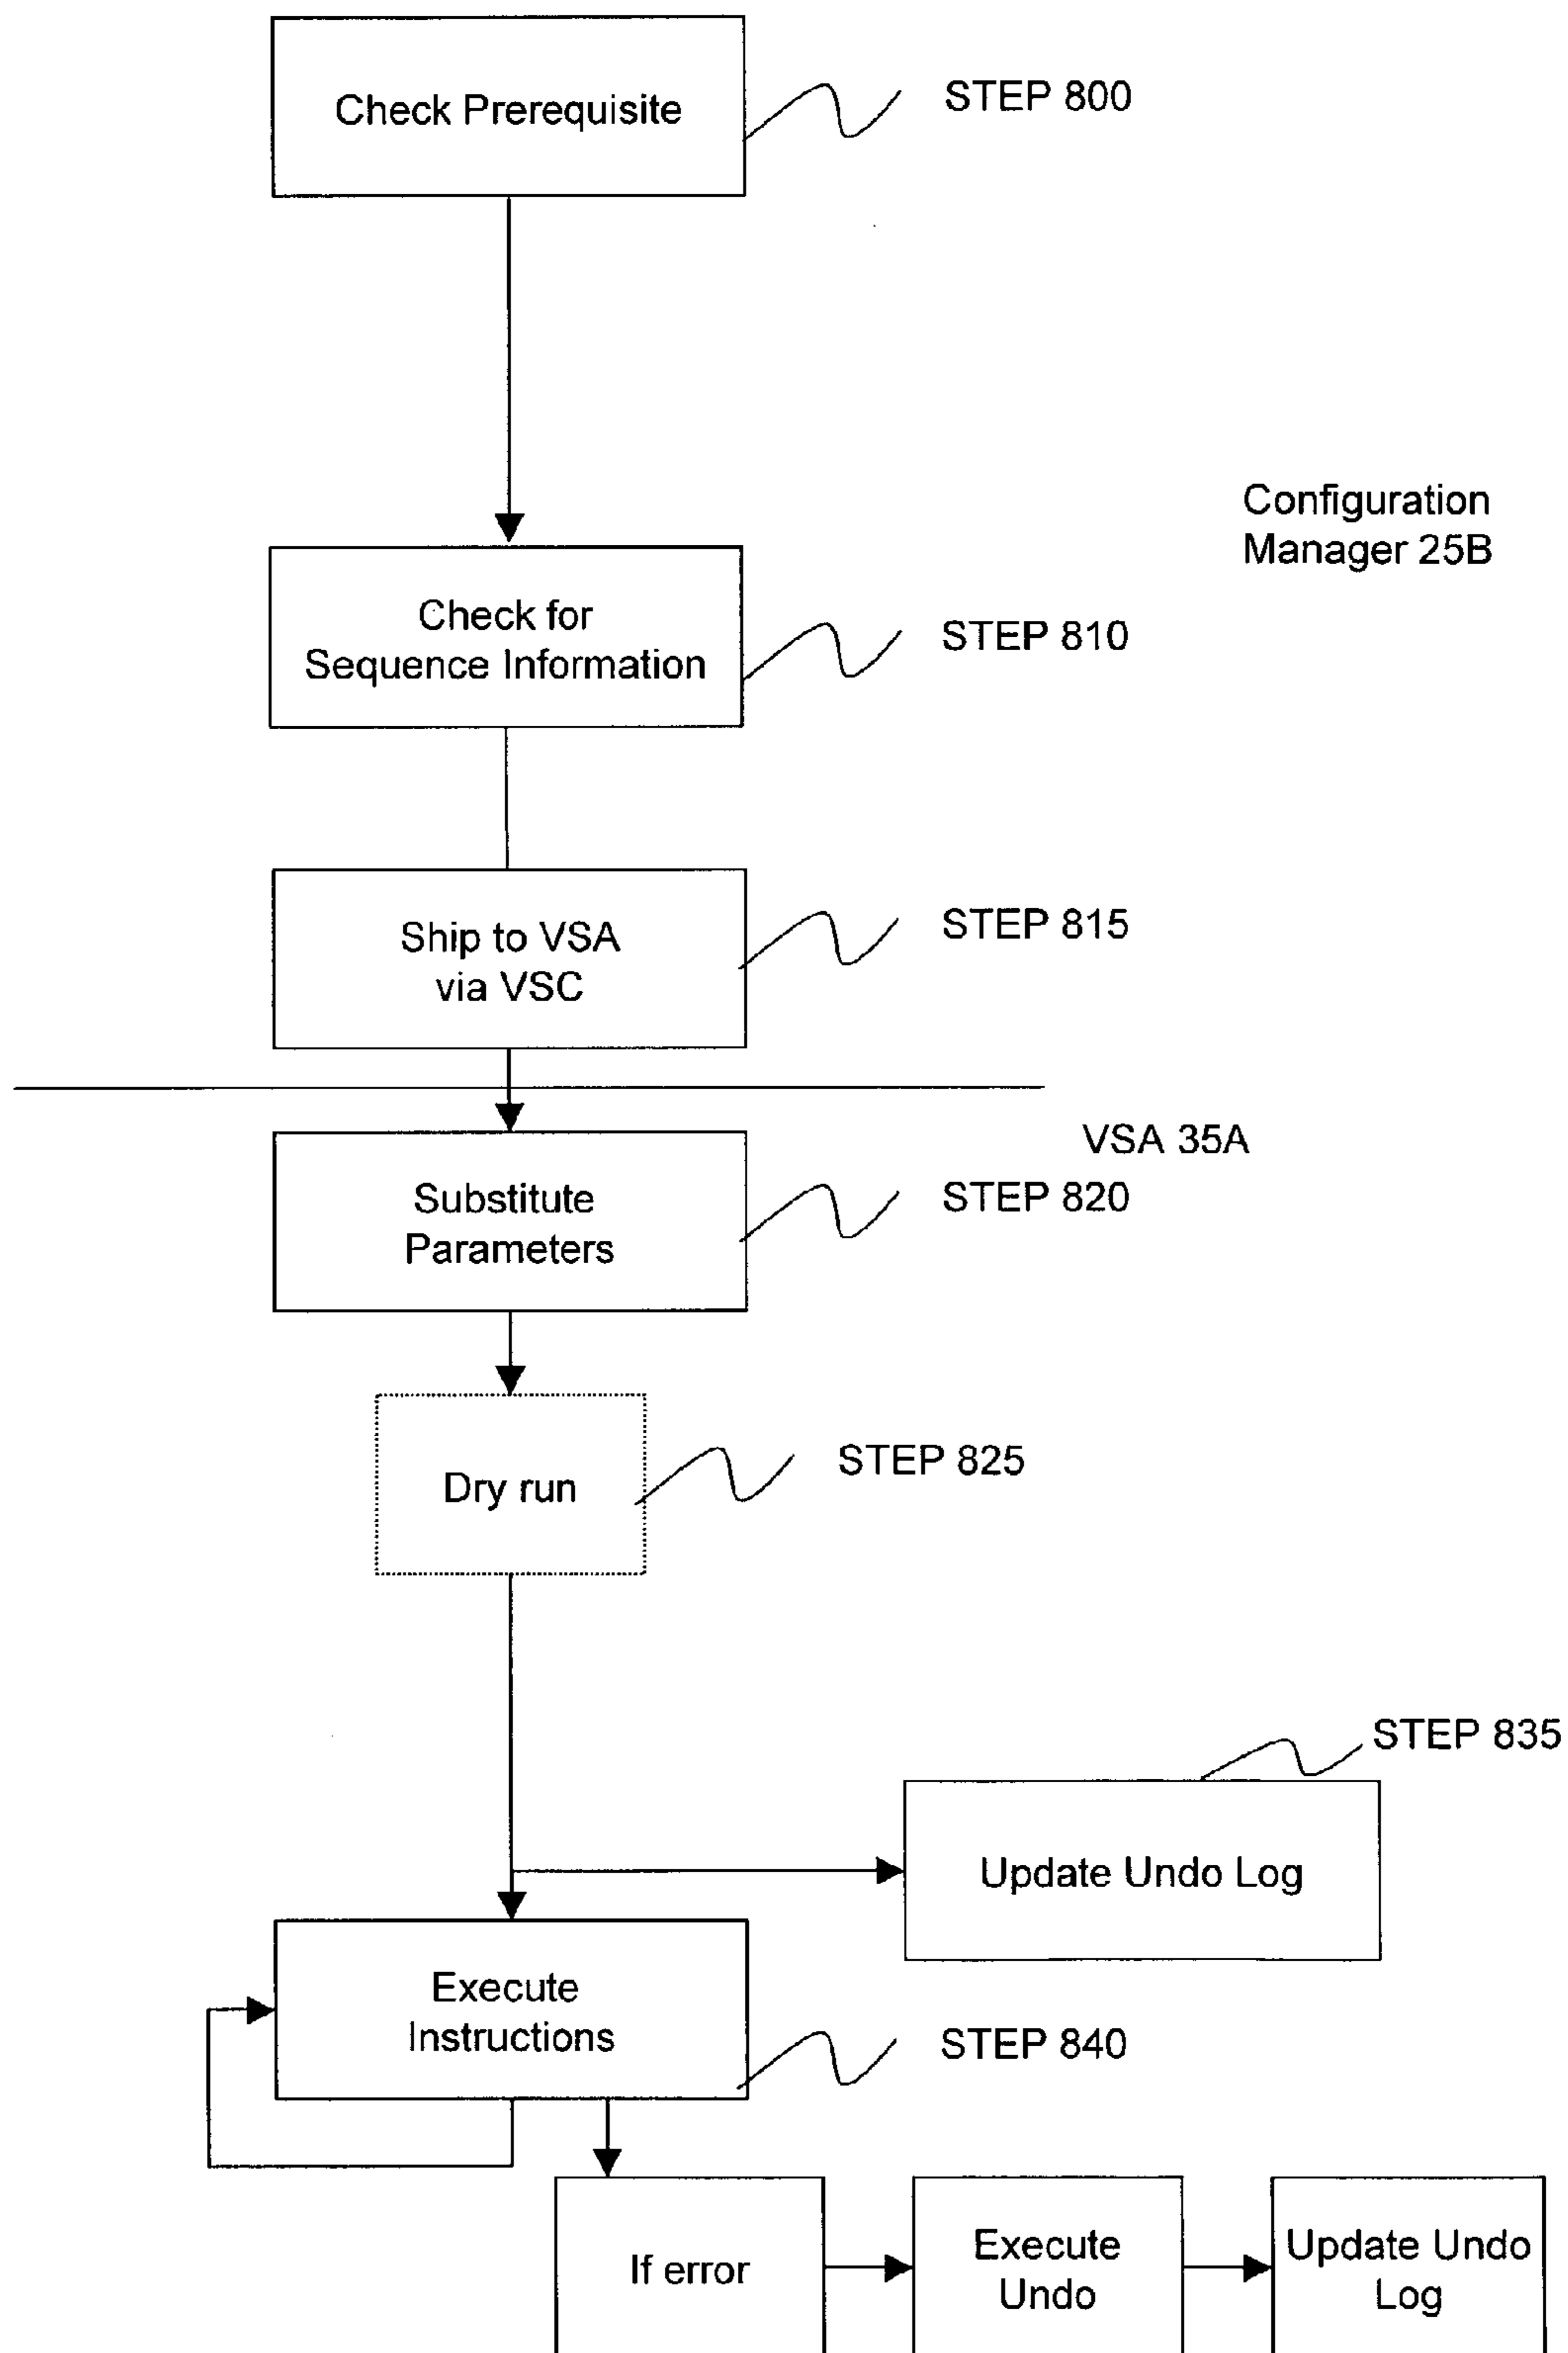 Check Prerequisite
STEP 800
Configuration
Manager 25B
Check for
Sequence Information
STEP 810
Ship to VSA
via VSC
STEP 815
VSA 35A
Substitute
Parameters
STEP 820
Dry run
STEP 825
STEP 835
Update Undo Log
Execute
Instructions
STEP 840
If error
Execute
Undo
Update Undo
Log